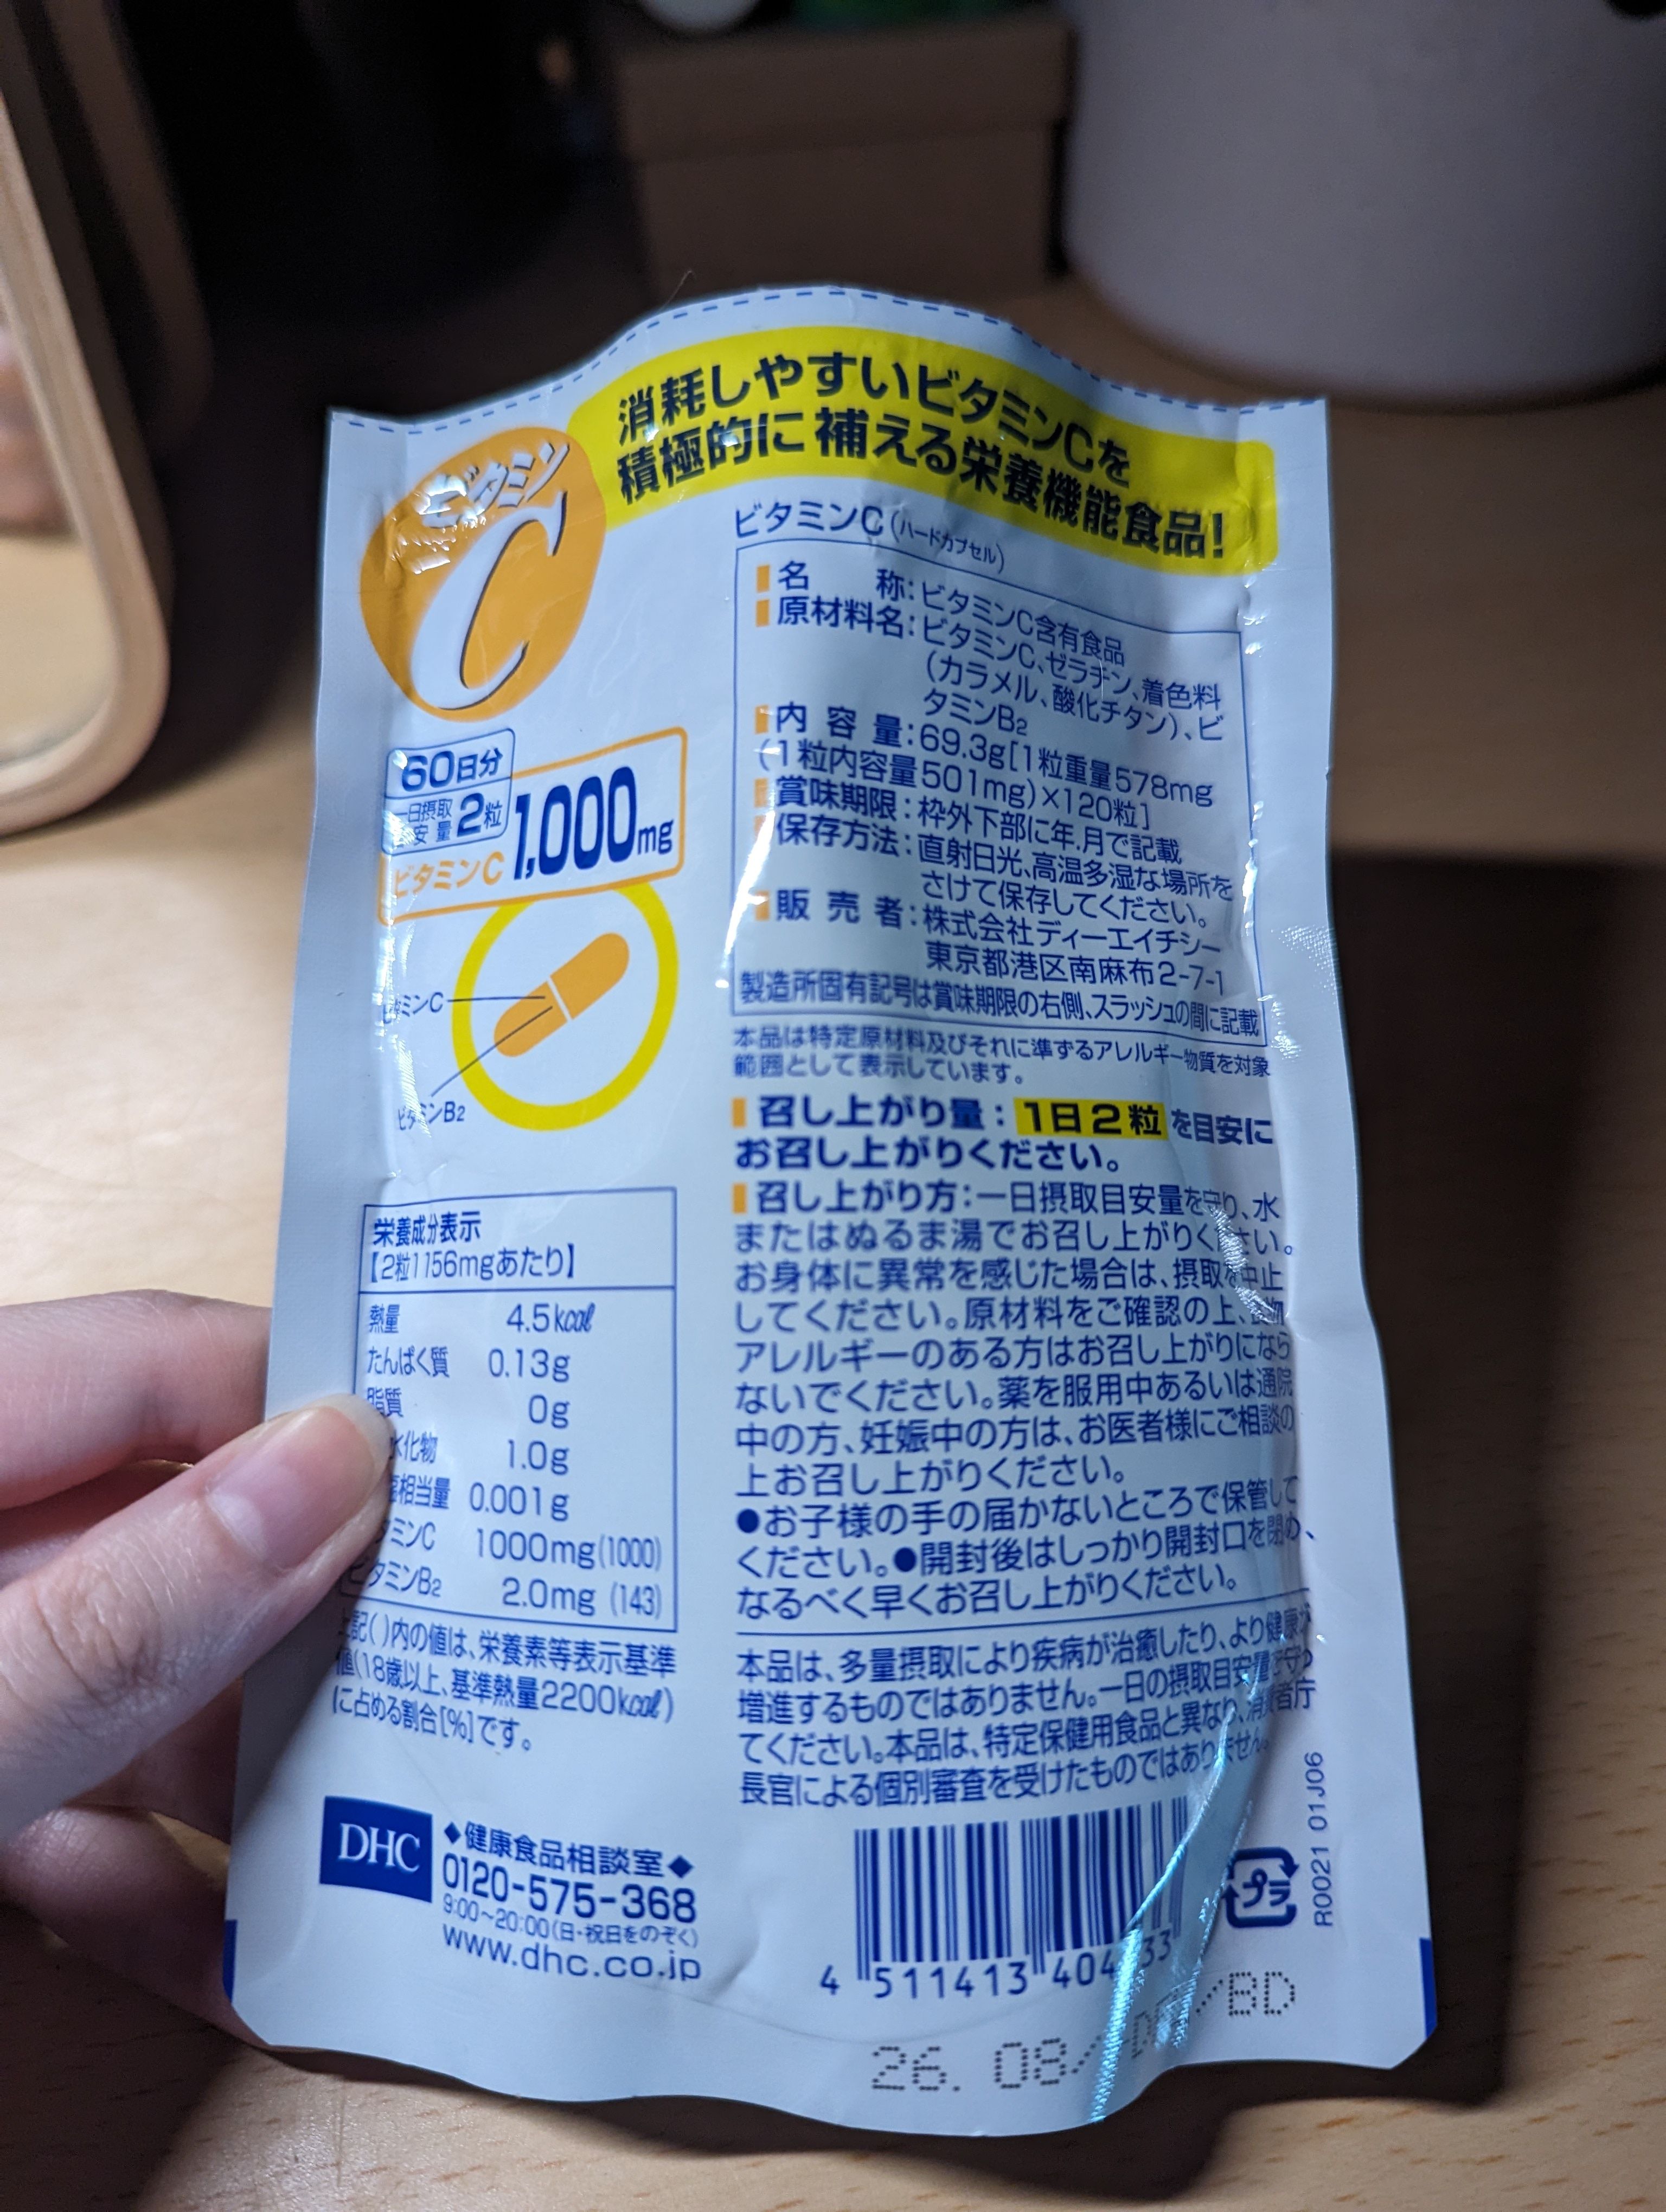 消耗しやすいビタミンCを
積極的に補える栄養機能食品!
ビタミン
C
60日分
一日摂取
目安量 2粒
ビタミンC 1,000mg
ビタミンC
ビタミンB2
栄養成分表示
【2粒1156mgあたり】
熱量 4.5kcal
たんぱく質 0.13g
脂質 0g
水化物 1.0g
相当量 0.001g
ミンC 1000mg(1000)
ビタミンB2 2.0mg (143)
上記( )内の値は、栄養素等表示基準
値(18歳以上、基準熱量2200kcal)
に占める割合[%]です。
DHC
◆健康食品相談室◆
0120-575-368
9:00~20:00(日・祝日をのぞく)
www.dhc.co.jp
ビタミンC(ハードカプセル)
名称:ビタミンC含有食品
原材料名:ビタミンC、ゼラチン、着色料
(カラメル、酸化チタン)、ビ
タミンB2
内容量:69.3g[1粒重量578mg
(1粒内容量501mg)×120粒]
賞味期限:枠外下部に年.月で記載
保存方法:直射日光、高温多湿な場所を
さけて保存してください。
販売者:株式会社ディーエイチシー
東京都港区南麻布2-7-1
製造所固有記号は賞味期限の右側、スラッシュの間に記載
本品は特定原材料及びそれに準ずるアレルギー物質を対象
範囲として表示しています。
召し上がり量:1日2粒を目安に
お召し上がりください。
召し上がり方:一日摂取目安量を守り、水
またはぬるま湯でお召し上がりください。
お身体に異常を感じた場合は、摂取を中止
してください。原材料をご確認の上、食物
アレルギーのある方はお召し上がりになら
ないでください。薬を服用中あるいは通院
中の方、妊娠中の方は、お医者様にご相談の
上お召し上がりください。
●お子様の手の届かないところで保管して
ください。●開封後はしっかり開封口を閉め、
なるべく早くお召し上がりください。
本品は、多量摂取により疾病が治癒したり、より健康が
増進するものではありません。一日の摂取目安量を守っ
てください。本品は、特定保健用食品と異なり、消費者庁
長官による個別審査を受けたものではありません。
4 511413 404 33
プラ
R0021 01J06
26. 08/ /BD